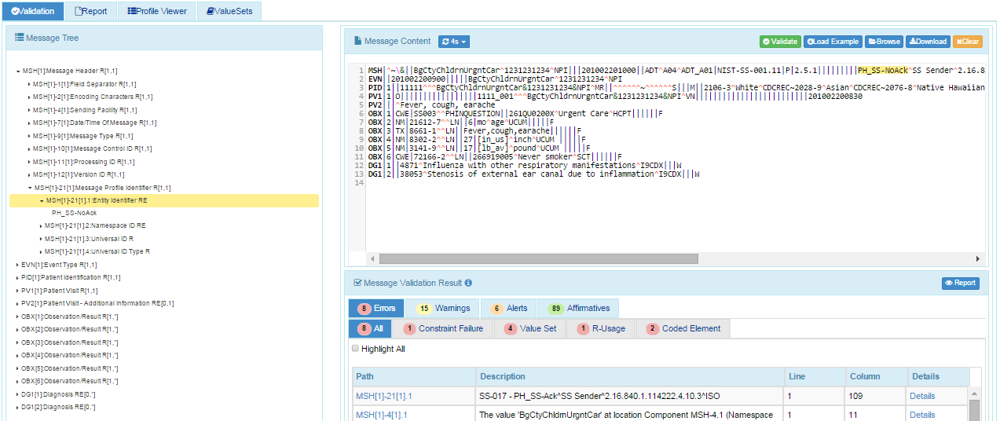 Validation Report Profile Viewer ValueSets
Message Tree
MSH[1]:Message Header R[1,1]
MSH[1]-1[1]:Field Separator R[1,1]
MSH[1]-2[1]:Encoding Characters R[1,1]
MSH[1]-4[1]:Sending Facility R[1,1]
MSH[1]-7[1]:Date/Time Of Message R[1,1]
MSH[1]-9[1]:Message Type R[1,1]
MSH[1]-10[1]:Message Control ID R[1,1]
MSH[1]-11[1]:Processing ID R[1,1]
MSH[1]-12[1]:Version ID R[1,1]
MSH[1]-21[1]:Message Profile Identifier R[1,1]
MSH[1]-21[1].1:Entity Identifier RE
PH_SS-NoAck
MSH[1]-21[1].2:Namespace ID RE
MSH[1]-21[1].3:Universal ID R
MSH[1]-21[1].4:Universal ID Type R
EVN[1]:Event Type R[1,1]
PID[1]:Patient Identification R[1,1]
PV1[1]:Patient Visit R[1,1]
PV2[1]:Patient Visit - Additional Information RE[0,1]
OBX[1]:Observation/Result R[1,*]
OBX[2]:Observation/Result R[1,*]
OBX[3]:Observation/Result R[1,*]
OBX[4]:Observation/Result R[1,*]
OBX[5]:Observation/Result R[1,*]
OBX[6]:Observation/Result R[1,*]
DG1[1]:Diagnosis RE[0,*]
DG1[2]:Diagnosis RE[0,*]
Message Content 4s Validate Load Example Browse Download Clear
1 MSH|^~\&||BgCtyChldrnUrgntCar^1231231234^NPI|||201002201000||ADT^A04^ADT_A01|NIST-SS-001.11|P|2.5.1|||||||||PH_SS-NoAck^SS Sender^2.16.8
2 EVN||201002200900|||||BgCtyChldrnUrgntCar^1231231234^NPI
3 PID|1||11111^^^BgCtyChldrnUrgntCar&1231231234&NPI^MR||^^^^^^~^^^^^^S|||M||2106-3^White^CDCREC~2028-9^Asian^CDCREC~2076-8^Native Hawaiian
4 PV1|1|O|||||||||||||||||1111_001^^^BgCtyChldrnUrgntCar&1231231234&NPI^VN|||||||||||||||||||||||||201002200830
5 PV2|||^Fever, cough, earache
6 OBX|1|CWE|SS003^^PHINQUESTION||261QU0200X^Urgent Care^HCPT||||||F
7 OBX|2|NM|21612-7^^LN||6|mo^age^UCUM|||||F
8 OBX|3|TX|8661-1^^LN||Fever,cough,earache||||||F
9 OBX|4|NM|8302-2^^LN||27|[in_us]^inch^UCUM |||||F
10 OBX|5|NM|3141-9^^LN||17|[lb_av]^pound^UCUM |||||F
11 OBX|6|CWE|72166-2^^LN||266919005^Never smoker^SCT||||||F
12 DG1|1||4871^Influenza with other respiratory manifestations^I9CDX|||W
13 DG1|2||38053^Stenosis of external ear canal due to inflammation^I9CDX|||W
14
Message Validation Result Report
8 Errors 15 Warnings 6 Alerts 89 Affirmatives
8 All 1 Constraint Failure 4 Value Set 1 R-Usage 2 Coded Element
Highlight All
Path Description Line Column Details
MSH[1]-21[1].1 SS-017 - PH_SS-Ack^SS Sender^2.16.840.1.114222.4.10.3^ISO 1 109 Details
MSH[1]-4[1].1 The value 'BgCtyChldrnUrgntCar' at location Component MSH-4.1 (Namespace 1 11 Details